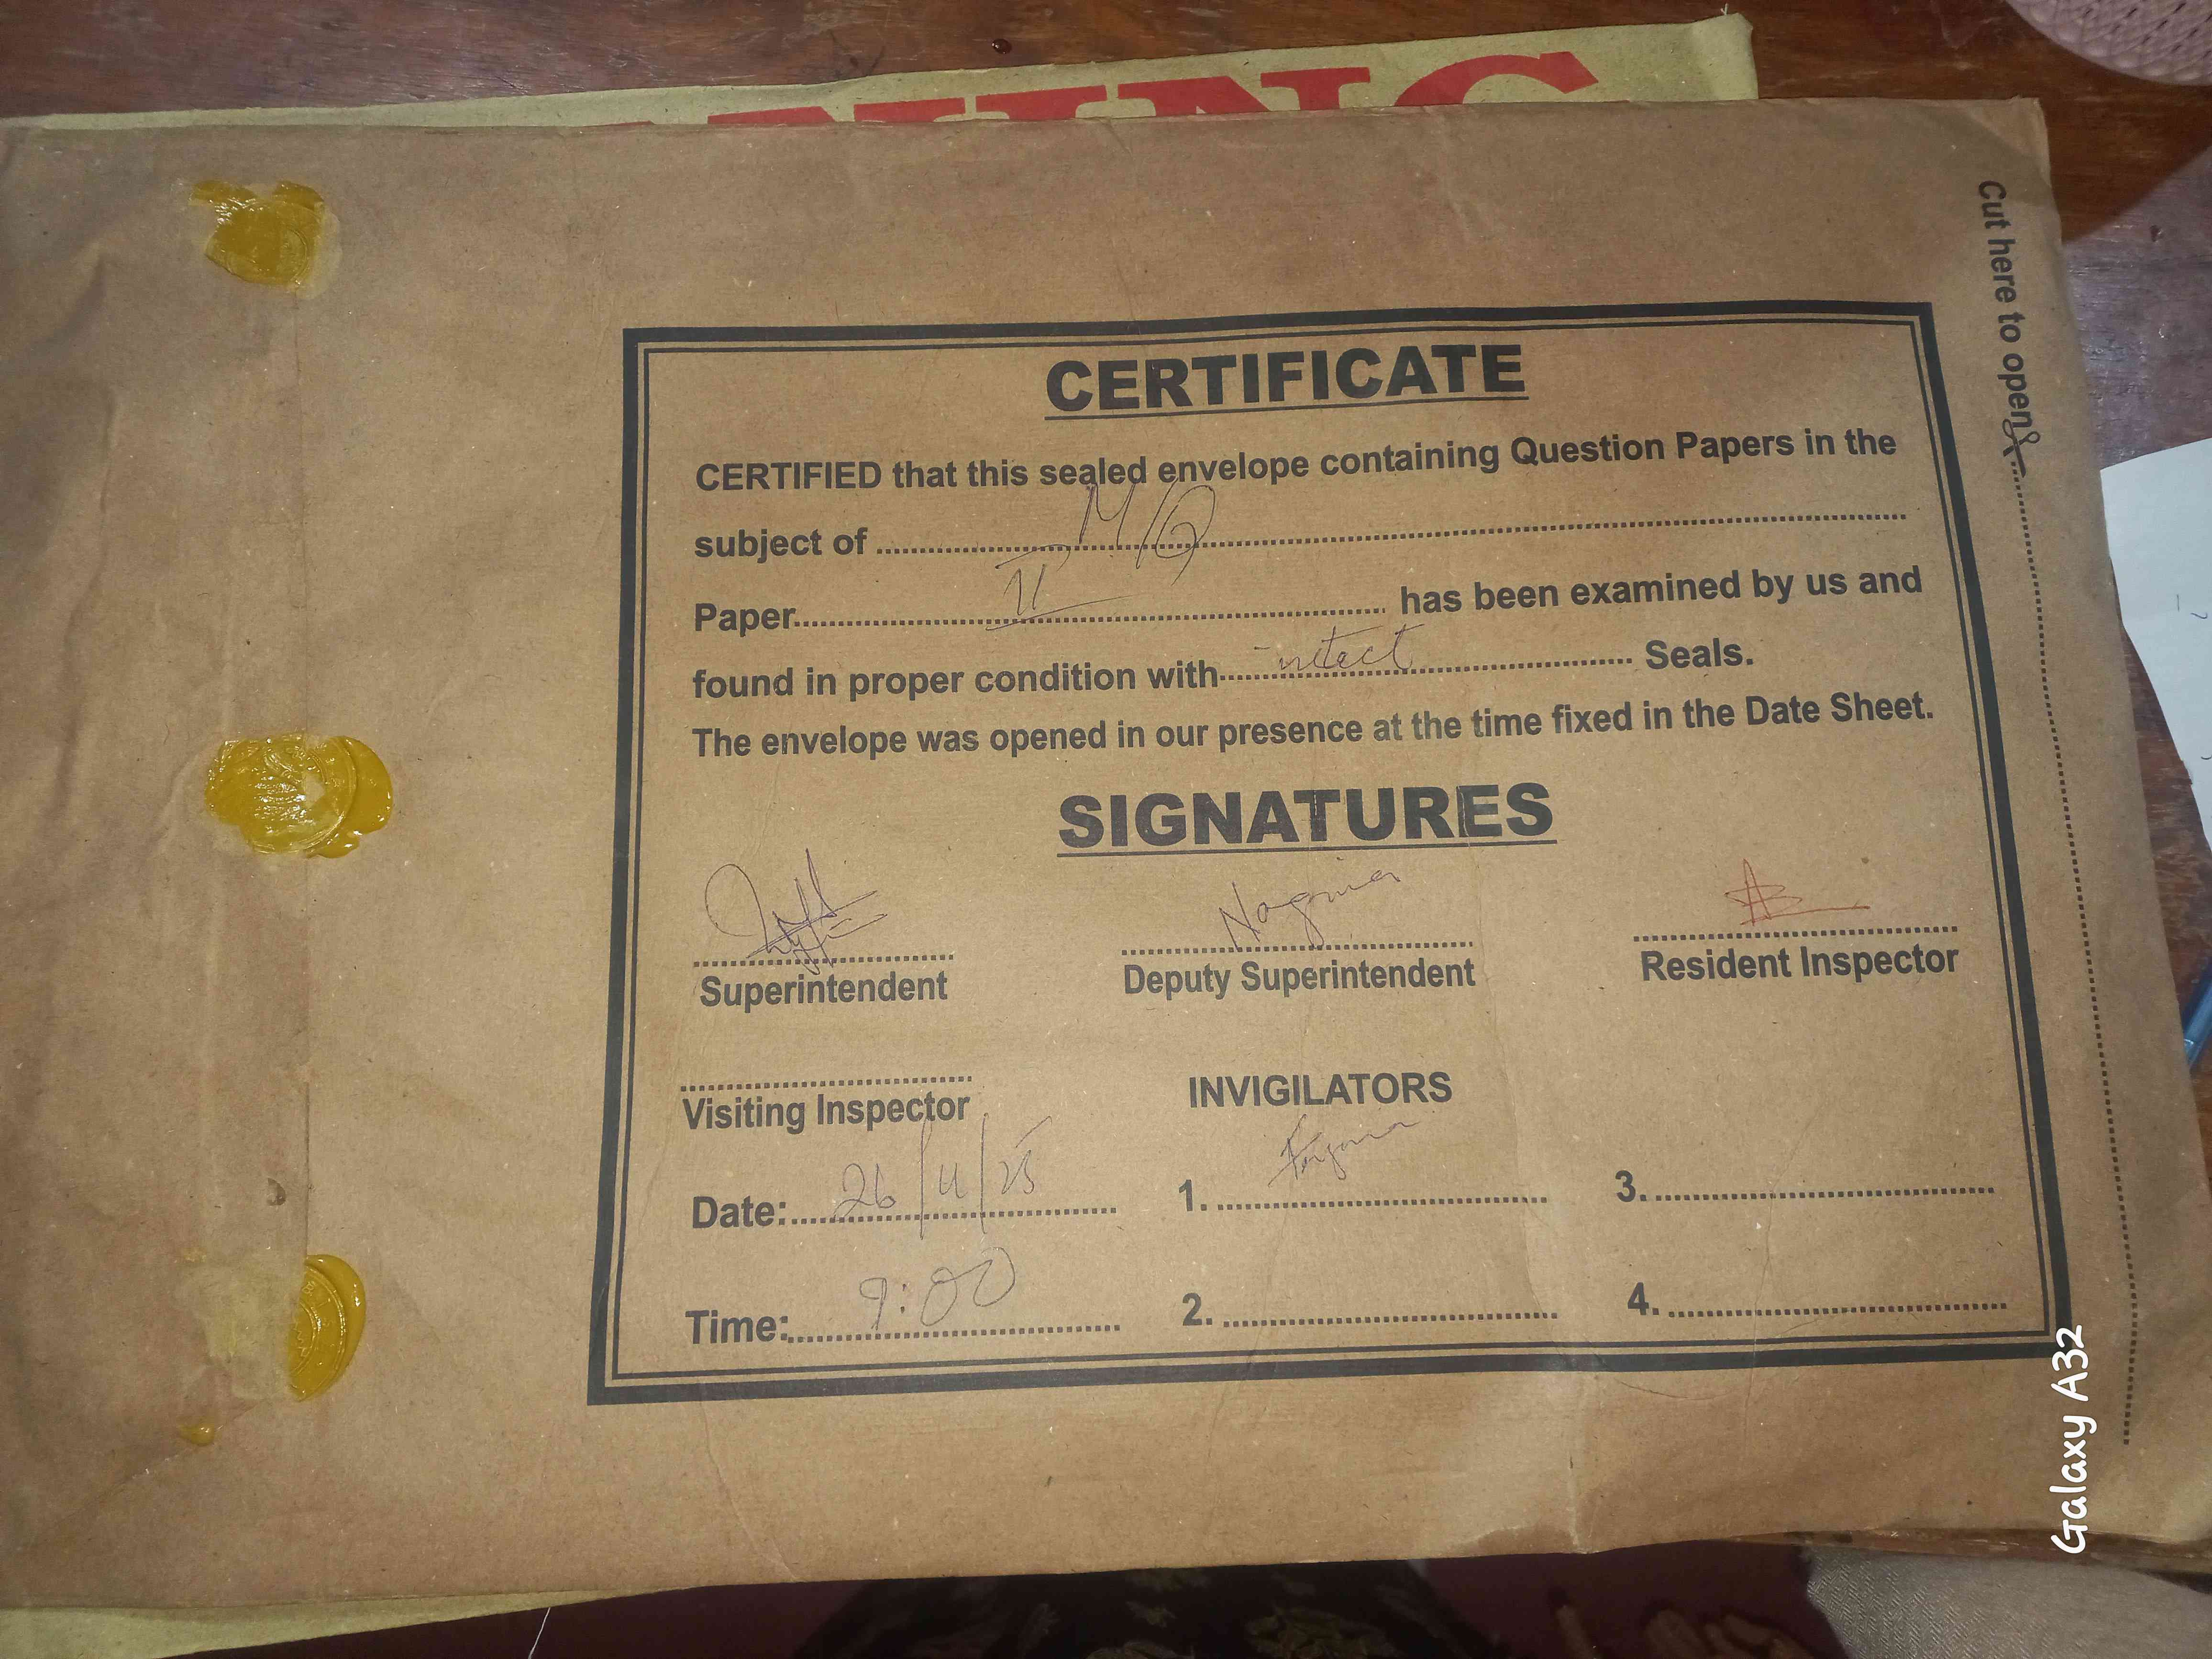 CERTIFICATE
CERTIFIED that this sealed envelope containing Question Papers in the
subject of M/Q
Paper II has been examined by us and
found in proper condition with intect Seals.
The envelope was opened in our presence at the time fixed in the Date Sheet.
SIGNATURES
Nagina
Superintendent Deputy Superintendent Resident Inspector
Visiting Inspector INVIGILATORS
Date: 26/11/25 1. 3.
Time: 9:00 2. 4.
Cut here to open
Galaxy A32